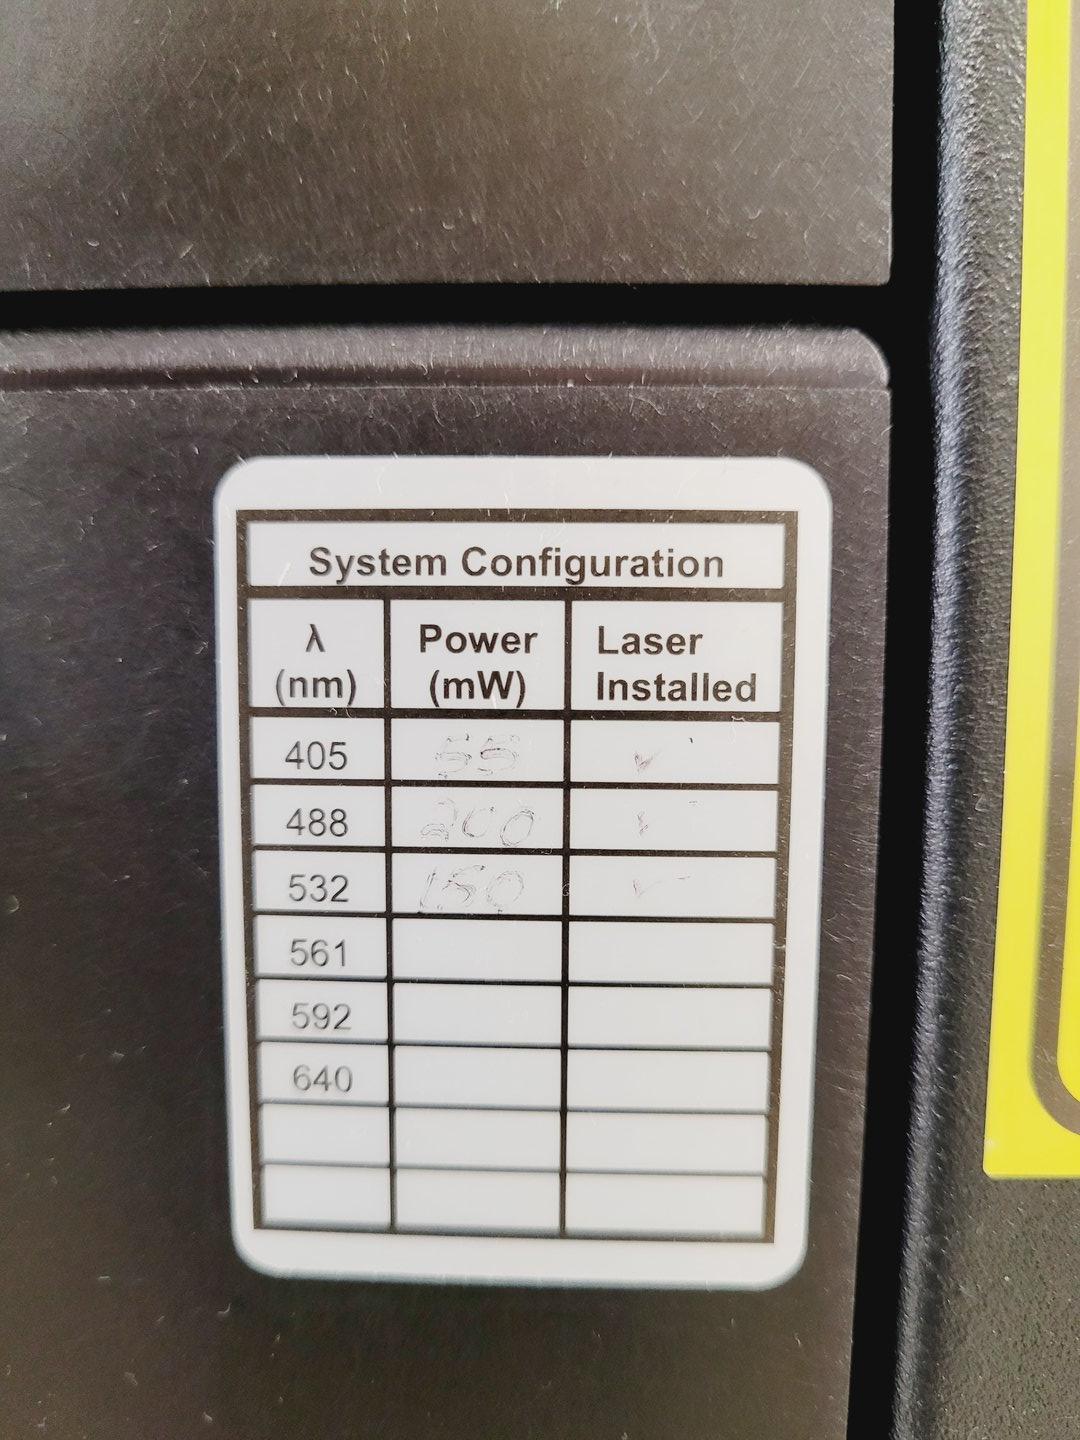 System Configuration
λ (nm) Power (mW) Laser Installed
405 55 ✓
488 200
532 150 ✓
561
592
640